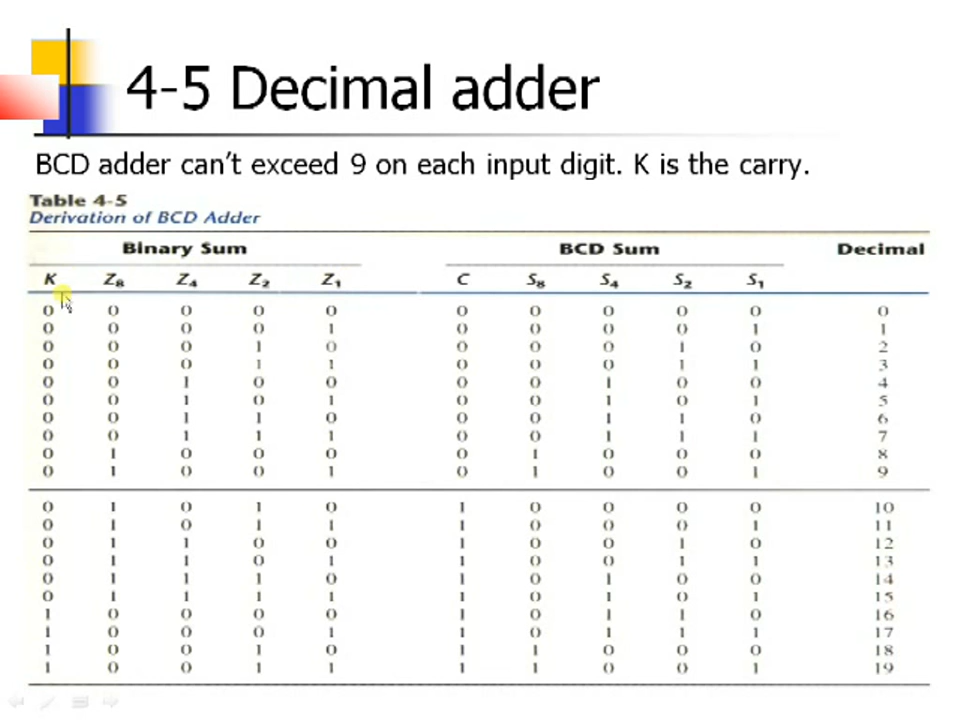 4-5 Decimal adder
BCD adder can't exceed 9 on each input digit. K is the carry.
Table 4-5
Derivation of BCD Adder
Binary Sum BCD Sum Decimal
K Z₈ Z₄ Z₂ Z₁ C S₈ S₄ S₂ S₁
0 0 0 0 0 0 0 0 0 0 0
0 0 0 0 1 0 0 0 0 1 1
0 0 0 1 0 0 0 0 1 0 2
0 0 0 1 1 0 0 0 1 1 3
0 0 1 0 0 0 0 1 0 0 4
0 0 1 0 1 0 0 1 0 1 5
0 0 1 1 0 0 0 1 1 0 6
0 0 1 1 1 0 0 1 1 1 7
0 1 0 0 0 0 1 0 0 0 8
0 1 0 0 1 0 1 0 0 1 9
0 1 0 1 0 1 0 0 0 0 10
0 1 0 1 1 1 0 0 0 1 11
0 1 1 0 0 1 0 0 1 0 12
0 1 1 0 1 1 0 0 1 1 13
0 1 1 1 0 1 0 1 0 0 14
0 1 1 1 1 1 0 1 0 1 15
1 0 0 0 0 1 0 1 1 0 16
1 0 0 0 1 1 0 1 1 1 17
1 0 0 1 0 1 1 0 0 0 18
1 0 0 1 1 1 1 0 0 1 19